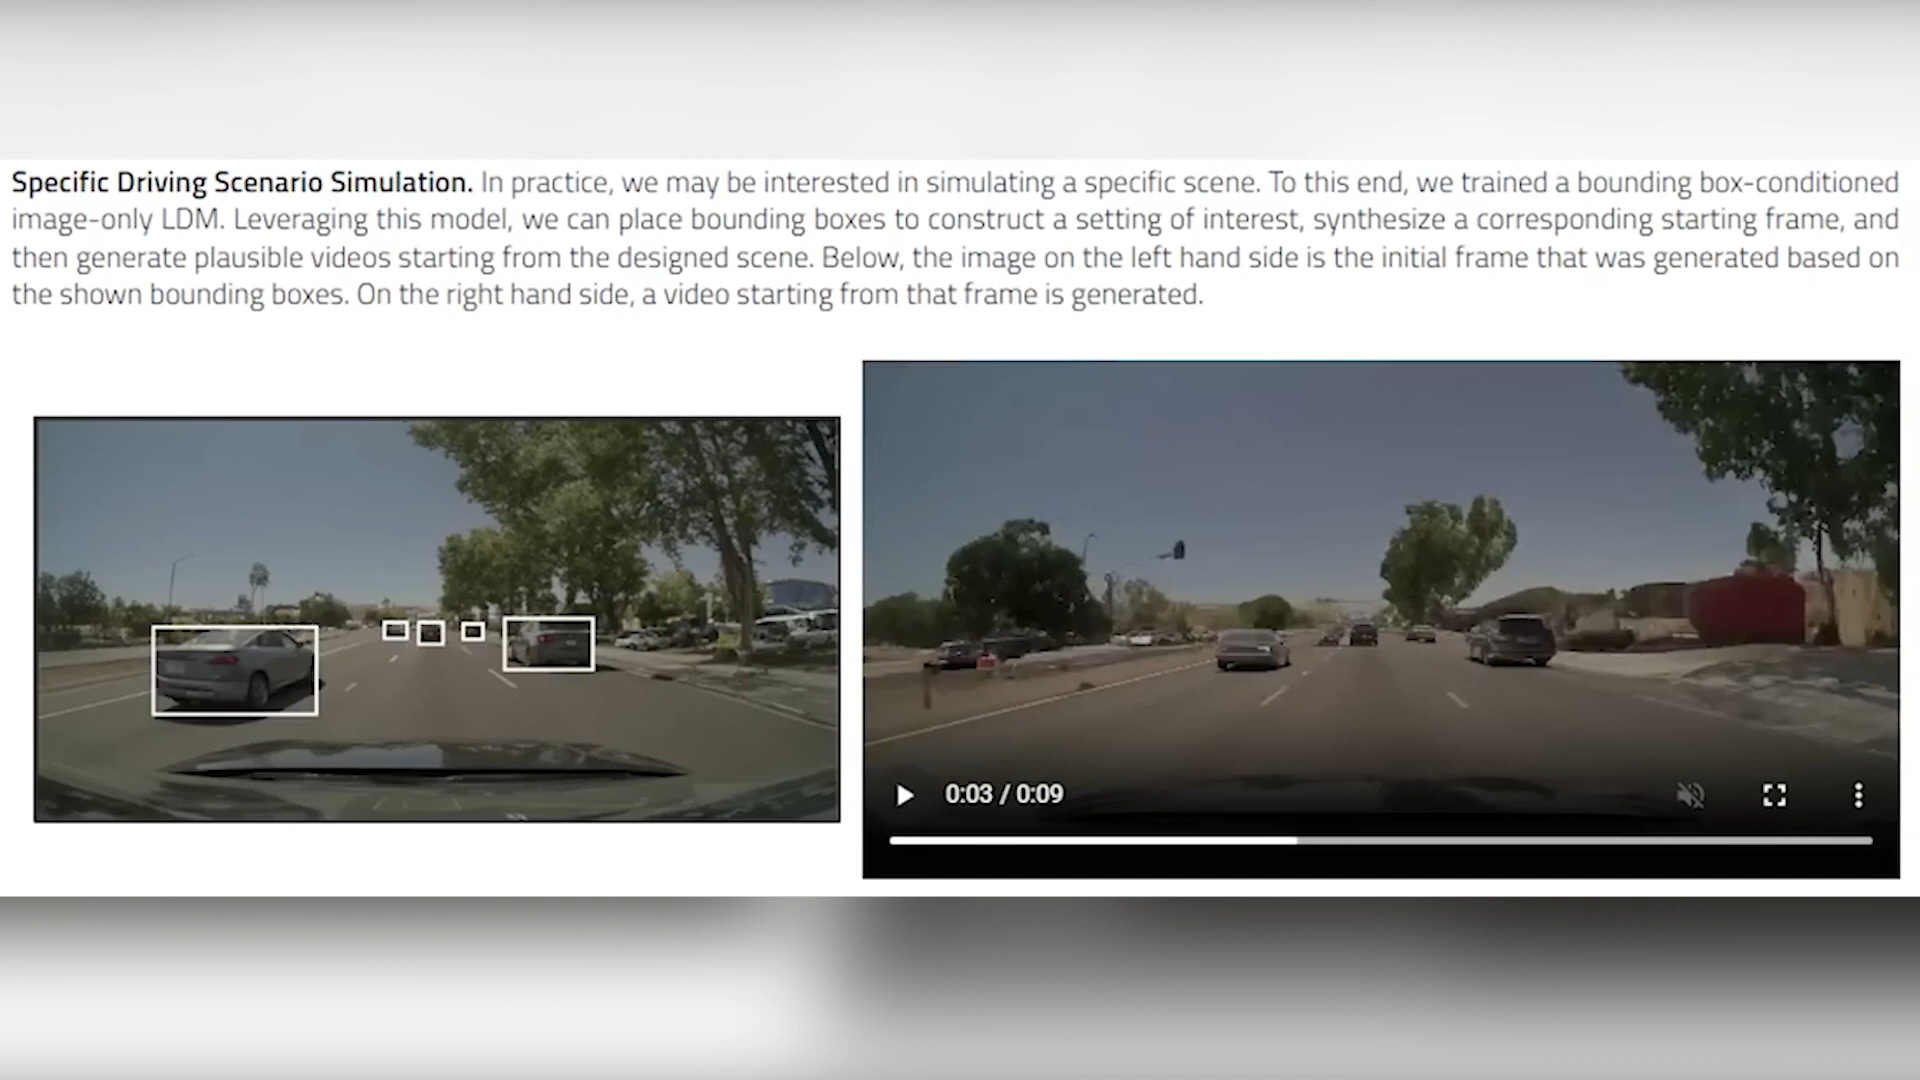 Specific Driving Scenario Simulation. In practice, we may be interested in simulating a specific scene. To this end, we trained a bounding box-conditioned
image-only LDM. Leveraging this model, we can place bounding boxes to construct a setting of interest, synthesize a corresponding starting frame, and
then generate plausible videos starting from the designed scene. Below, the image on the left hand side is the initial frame that was generated based on
the shown bounding boxes. On the right hand side, a video starting from that frame is generated.
0:03 / 0:09